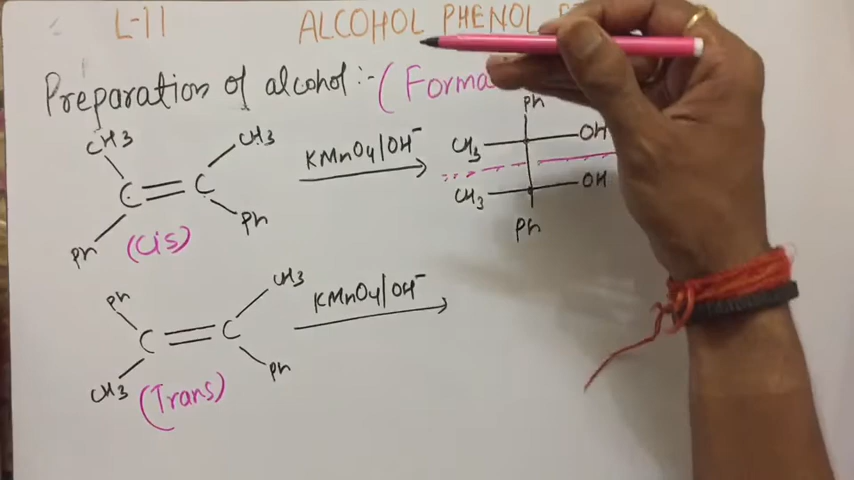 L-11 ALCOHOL PHENOL
Preparation of alcohol :- (Forma
CH3 CH3
C = C
Ph Ph
(Cis)
KMnO4/OH⁻
Ph
CH3 OH
CH3 OH
Ph
Ph CH3
C = C
CH3 Ph
(Trans)
KMnO4/OH⁻